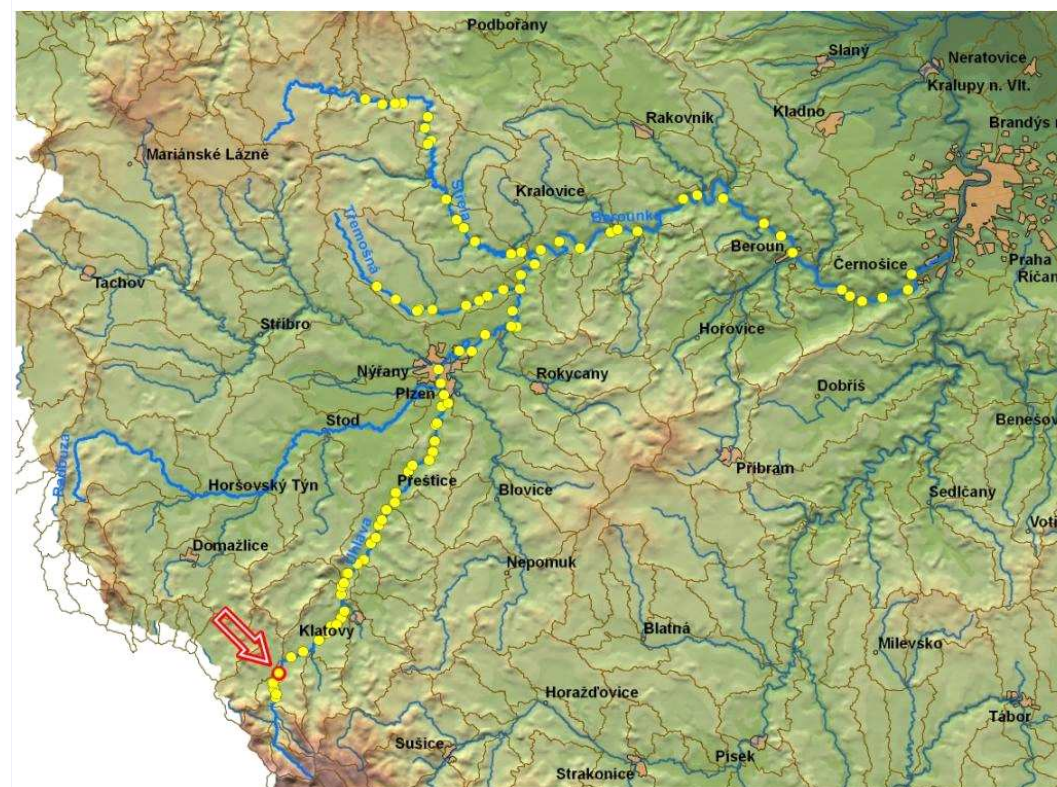 Podbořany
Slaný
Neratovice
Kralupy n. Vlt.
Kladno
Rakovník
Brandýs n
Mariánské Lázně
Kralovice
Střela
Berounka
Třemošná
Beroun
Černošice
Praha
Říčan
Tachov
Stříbro
Hořovice
Nýřany
Rokycany
Dobříš
Plzeň
Stod
Benešov
Radbuza
Přeštice
Příbram
Horšovský Týn
Blovice
Sedlčany
Voti
Úhlava
Domažlice
Nepomuk
Klatovy
Blatná
Milevsko
Horažďovice
Tábor
Sušice
Písek
Strakonice